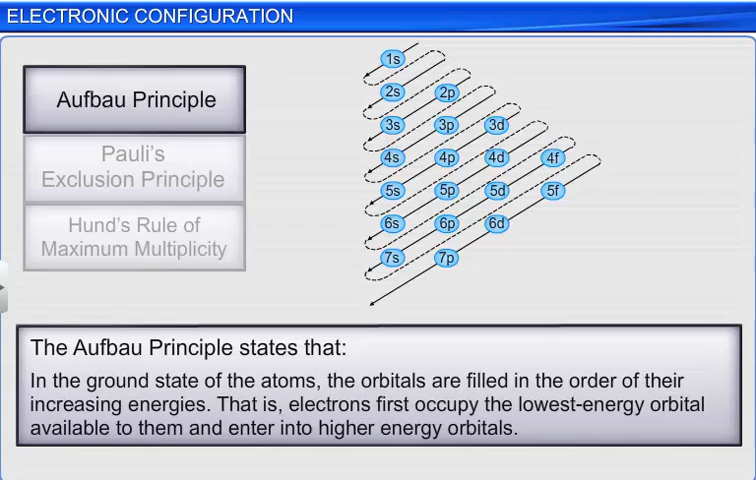 ELECTRONIC CONFIGURATION
Aufbau Principle
Pauli's
Exclusion Principle
Hund's Rule of
Maximum Multiplicity
1s
2s 2p
3s 3p 3d
4s 4p 4d 4f
5s 5p 5d 5f
6s 6p 6d
7s 7p
The Aufbau Principle states that:
In the ground state of the atoms, the orbitals are filled in the order of their
increasing energies. That is, electrons first occupy the lowest-energy orbital
available to them and enter into higher energy orbitals.